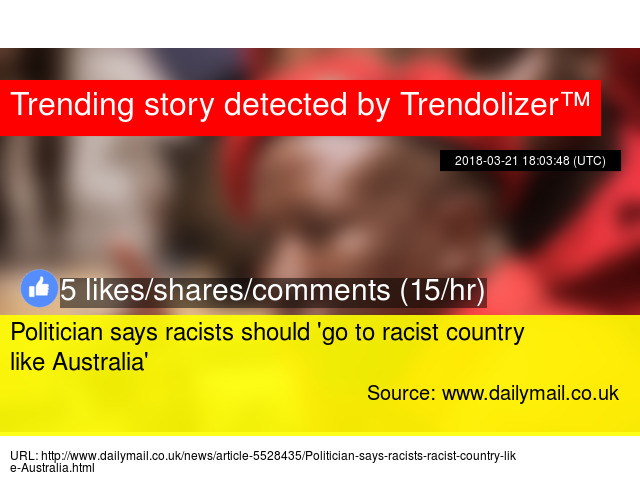 Trending story detected by Trendolizer™
2018-03-21 18:03:48 (UTC)
5 likes/shares/comments (15/hr)
Politician says racists should 'go to racist country
like Australia'
Source: www.dailymail.co.uk
URL: http://www.dailymail.co.uk/news/article-5528435/Politician-says-racists-racist-country-lik
e-Australia.html